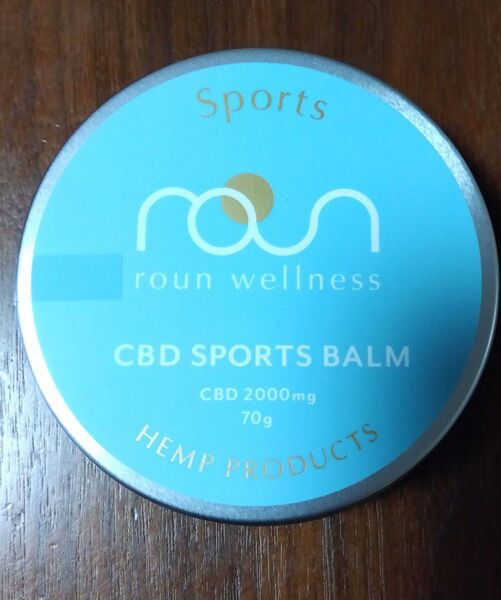 Sports
roun
roun wellness
CBD SPORTS BALM
CBD 2000mg
70g
HEMP PRODUCTS